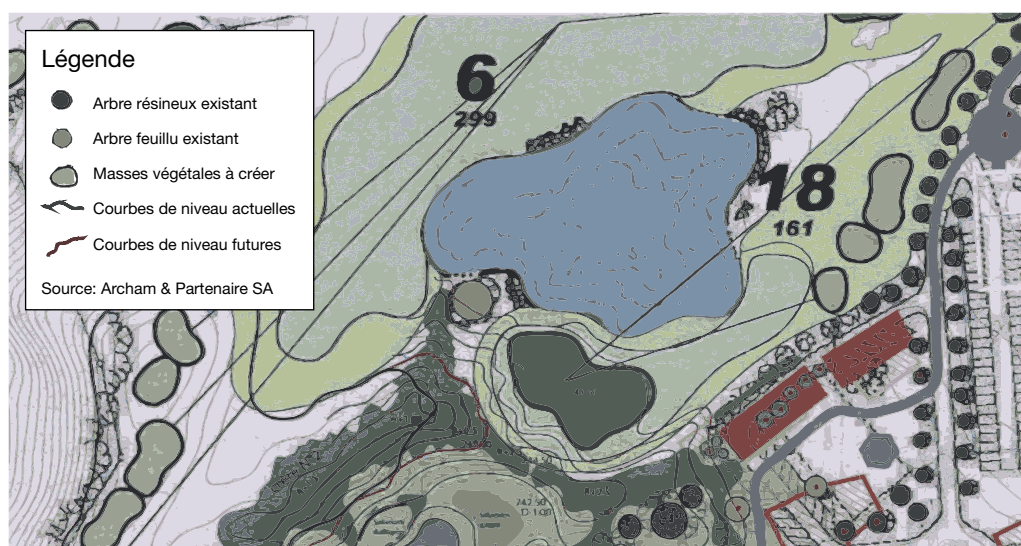 Légende
Arbre résineux existant
Arbre feuillu existant
Masses végétales à créer
Courbes de niveau actuelles
Courbes de niveau futures
Source: Archam & Partenaire SA
6
299
18
161